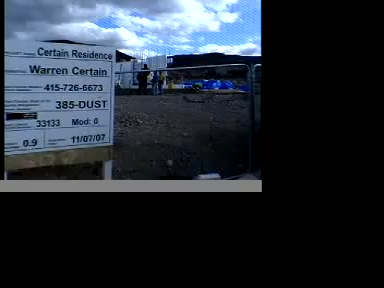 Certain Residence
Warren Certain
415-726-6673
385-DUST
33133 Mod: 0
0.9 11/07/07